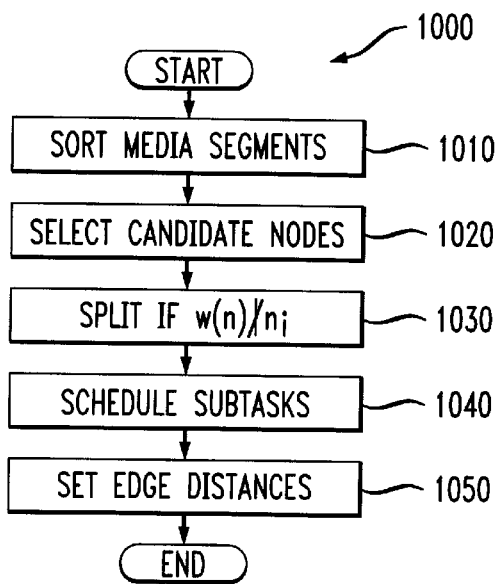 1000
START
SORT MEDIA SEGMENTS
1010
SELECT CANDIDATE NODES
1020
SPLIT IF w(n)∤n_i
1030
SCHEDULE SUBTASKS
1040
SET EDGE DISTANCES
1050
END